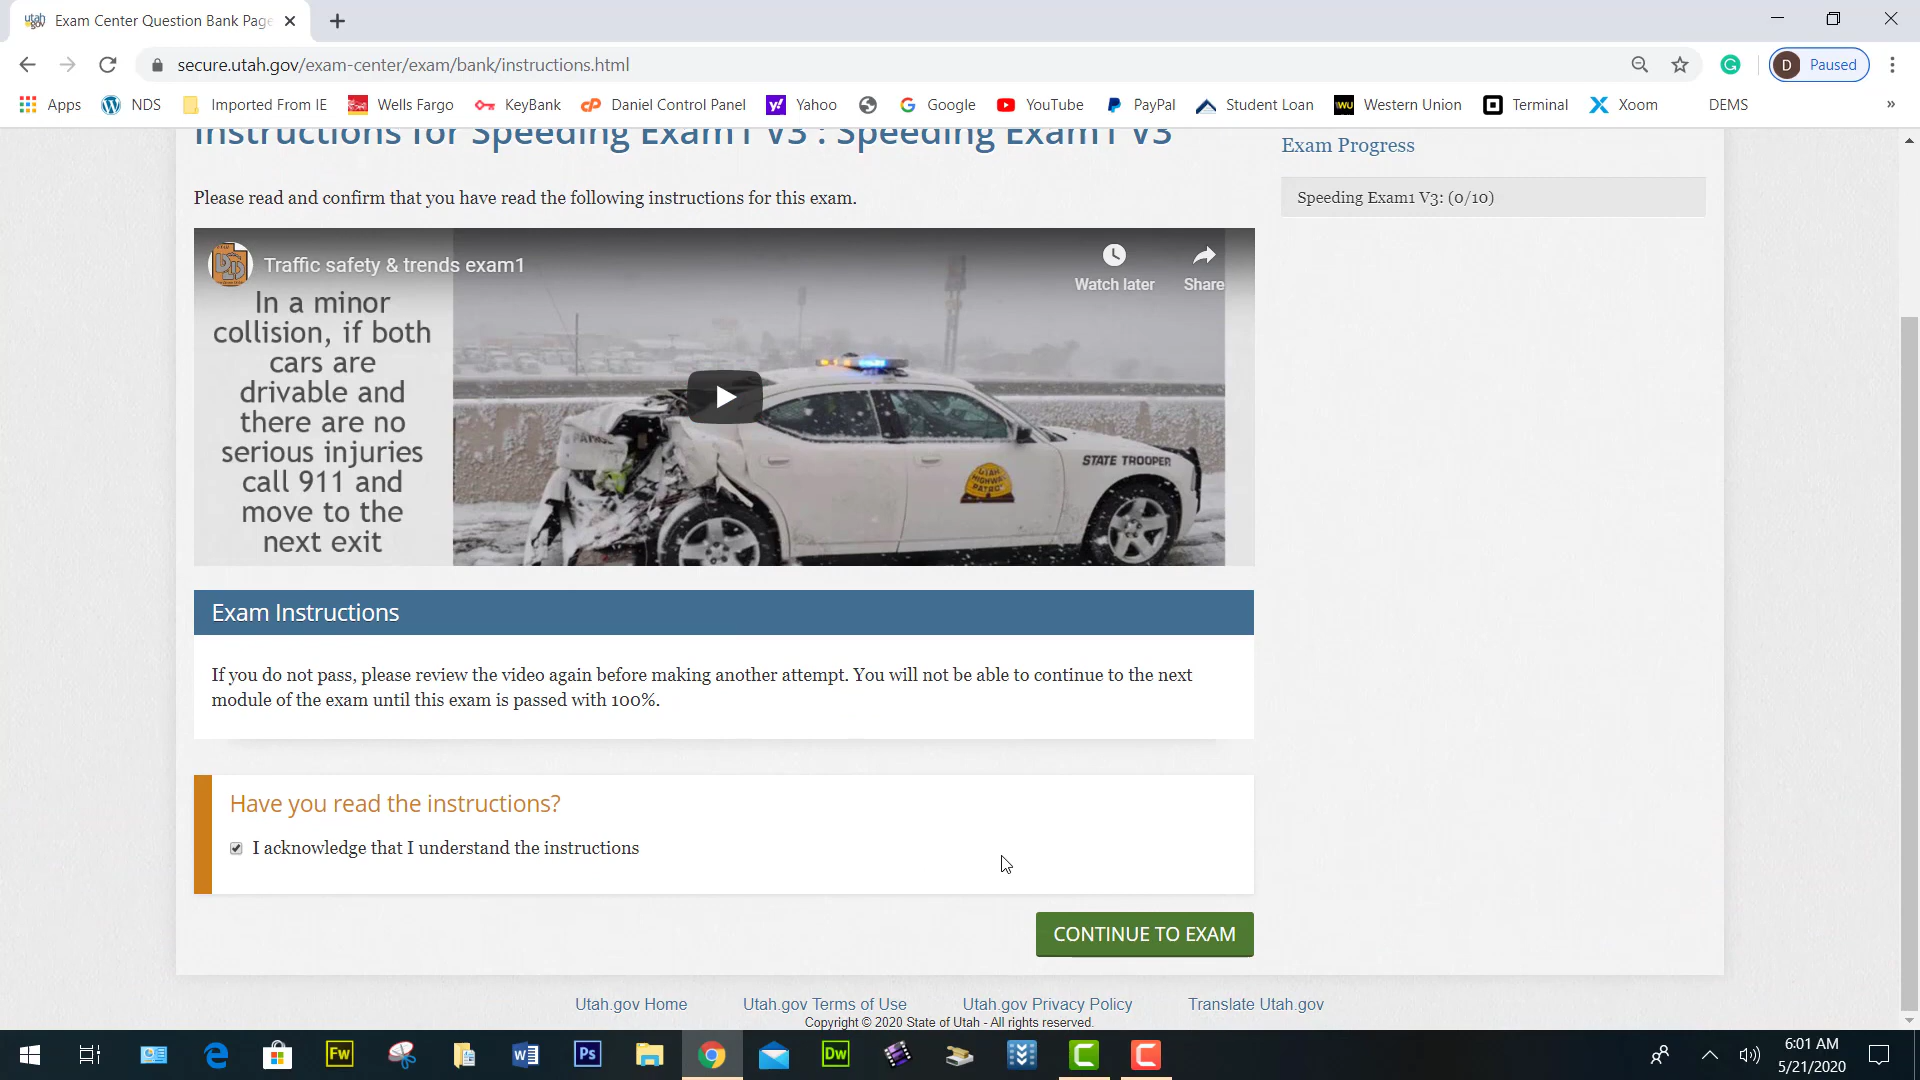 Exam Center Question Bank Page
secure.utah.gov/exam-center/exam/bank/instructions.html
D Paused
Apps NDS Imported From IE Wells Fargo KeyBank Daniel Control Panel Yahoo Google YouTube PayPal Student Loan WU Western Union Terminal Xoom DEMS »
Instructions for Speeding Exam1 V3 : Speeding Exam1 V3
Exam Progress
Please read and confirm that you have read the following instructions for this exam.
Speeding Exam1 V3: (0/10)
Traffic safety & trends exam1
Watch later Share
In a minor
collision, if both
cars are
drivable and
there are no
serious injuries
call 911 and
move to the
next exit
STATE TROOPER
UTAH
HIGHWAY
PATROL
Exam Instructions
If you do not pass, please review the video again before making another attempt. You will not be able to continue to the next
module of the exam until this exam is passed with 100%.
Have you read the instructions?
I acknowledge that I understand the instructions
CONTINUE TO EXAM
Utah.gov Home Utah.gov Terms of Use Utah.gov Privacy Policy Translate Utah.gov
Copyright © 2020 State of Utah - All rights reserved.
Fw Ps Dw
6:01 AM
5/21/2020